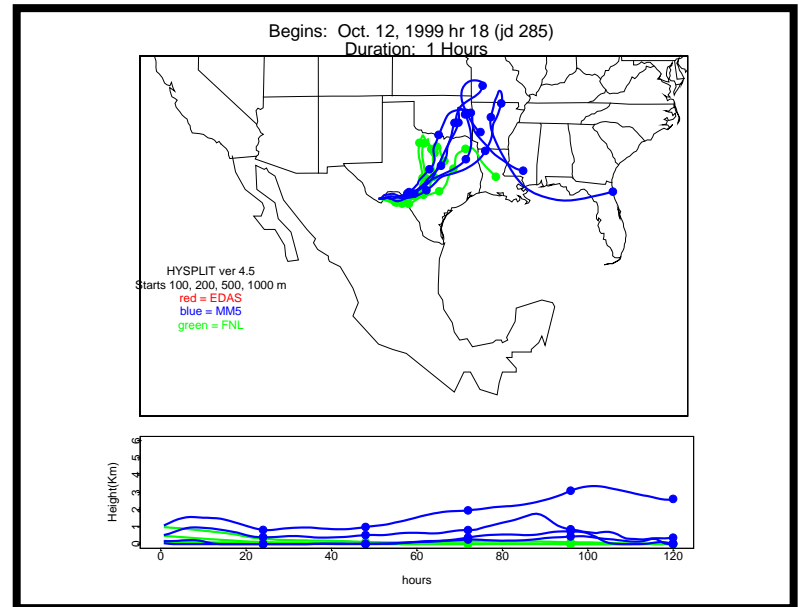 Begins: Oct. 12, 1999 hr 18 (jd 285)
Duration: 1 Hours
HYSPLIT ver 4.5
Starts 100, 200, 500, 1000 m
red = EDAS
blue = MM5
green = FNL
Height(Km)
0 1 2 3 4 5 6
0 20 40 60 80 100 120
hours